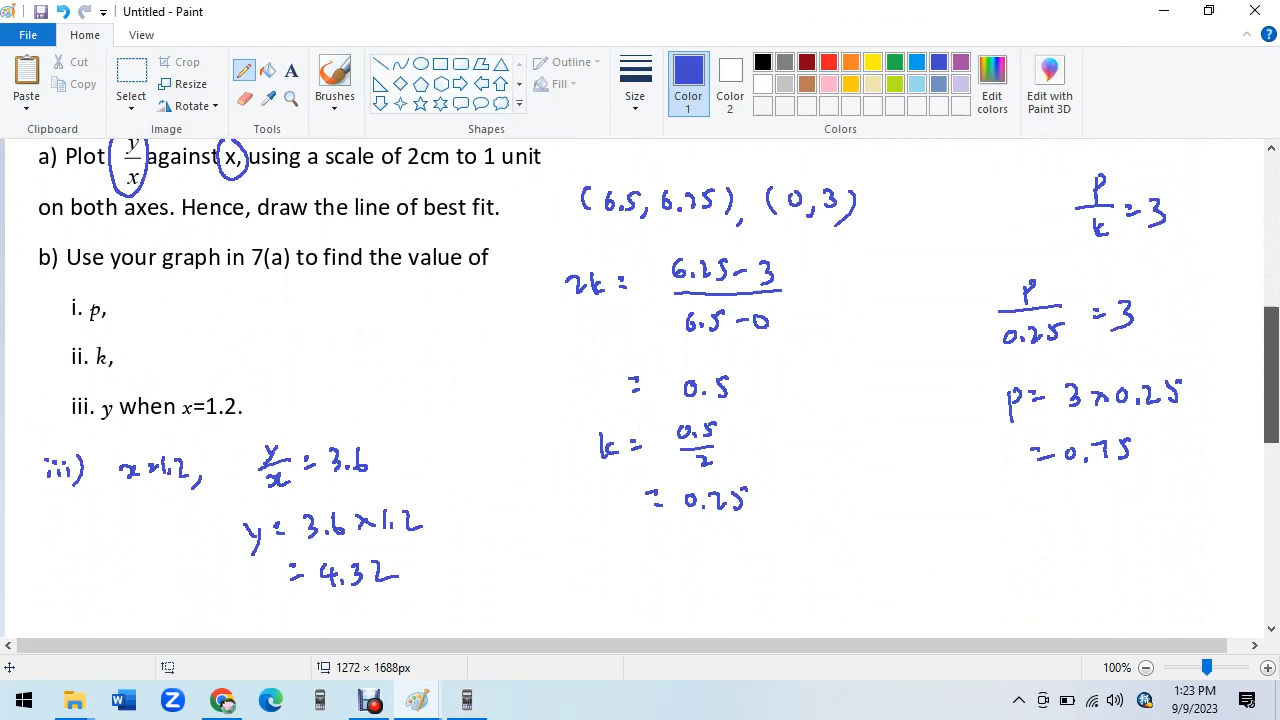 Untitled - Paint
File Home View
Paste
Cut
Copy
Clipboard
Select
Crop
Resize
Rotate
Image
Tools
Brushes
Shapes
Outline
Fill
Size
Color 1
Color 2
Colors
Edit colors
Edit with Paint 3D
a) Plot y/x against x, using a scale of 2cm to 1 unit
on both axes. Hence, draw the line of best fit.
b) Use your graph in 7(a) to find the value of
i. p,
ii. k,
iii. y when x=1.2.
iii) x=1.2, y/x = 3.6
y = 3.6 × 1.2
= 4.32
(6.5, 6.25), (0, 3)
2k = 6.25 - 3 / 6.5 - 0
= 0.5
k = 0.5 / 2
= 0.25
p/k = 3
p/0.25 = 3
p = 3 × 0.25
= 0.75
1272 × 1688px
100%
1:23 PM
9/9/2023